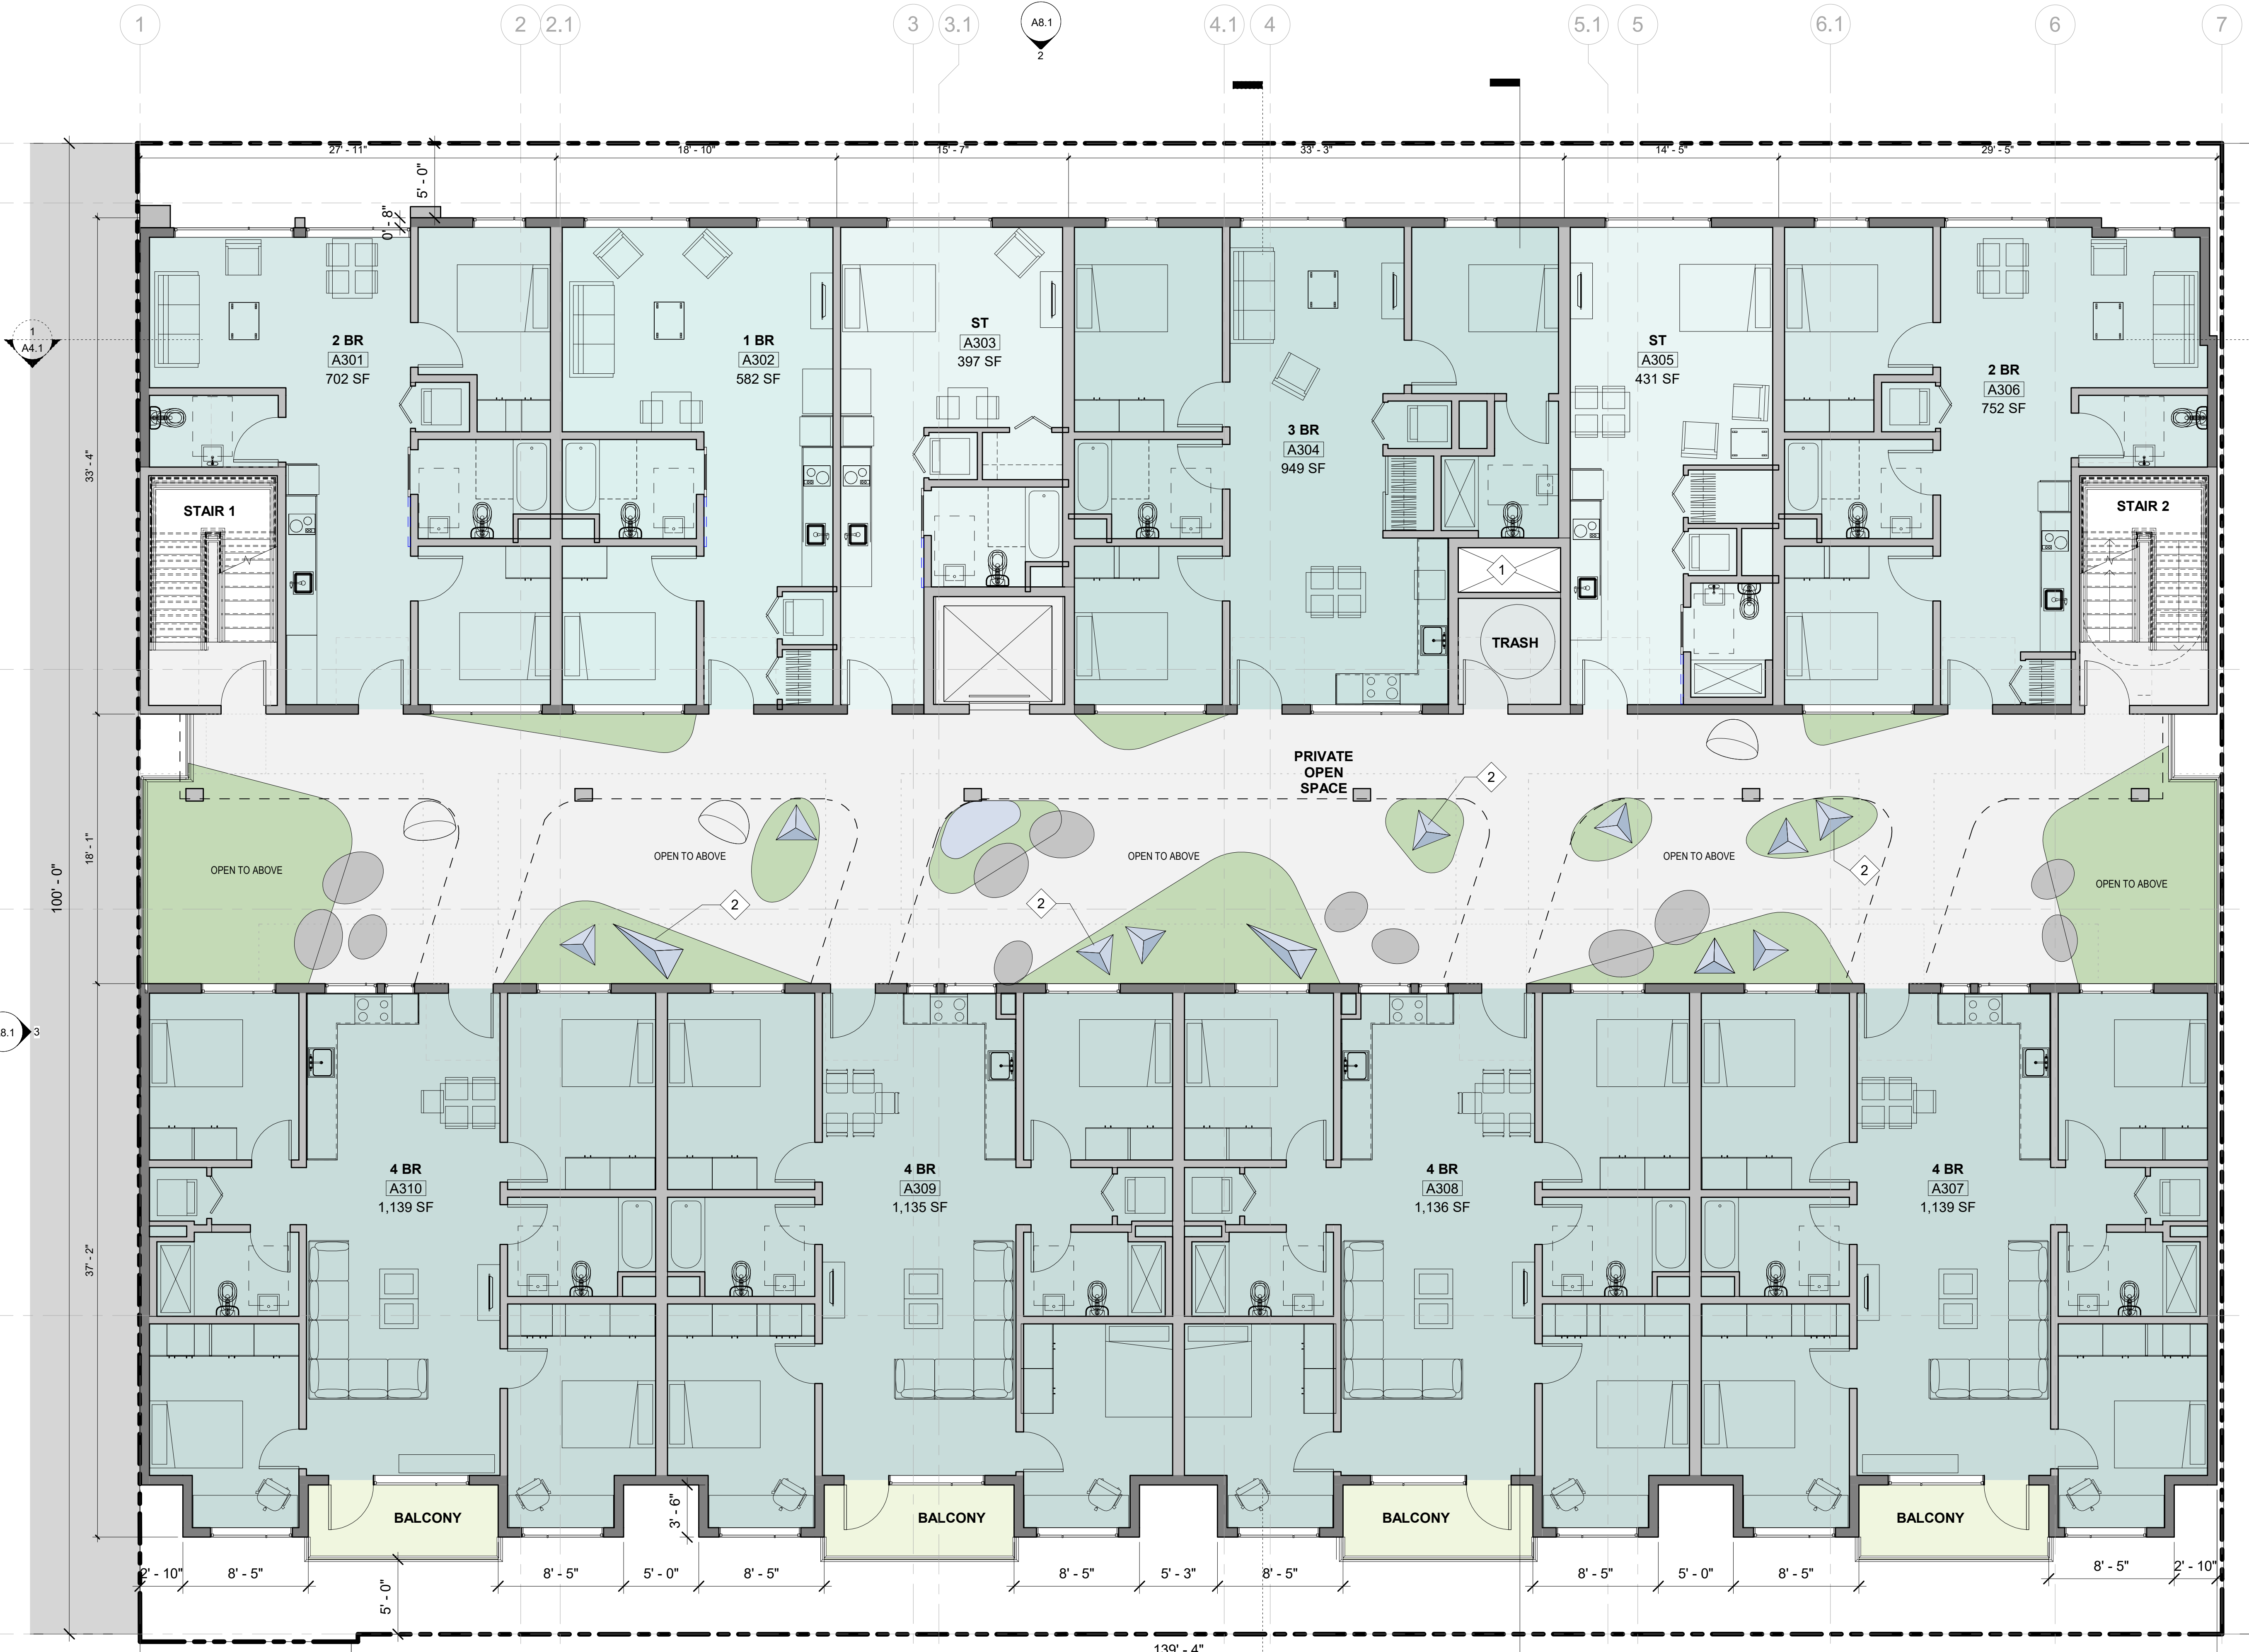 1
2
2.1
3
3.1
A8.1
2
4.1
4
5.1
5
6.1
6
7
27' - 11"
18' - 10"
15' - 7"
33' - 3"
14' - 5"
29' - 5"
5' - 0"
0' - 8"
1
A4.1
2 BR
A301
702 SF
1 BR
A302
582 SF
ST
A303
397 SF
3 BR
A304
949 SF
ST
A305
431 SF
2 BR
A306
752 SF
33' - 4"
STAIR 1
STAIR 2
1
TRASH
PRIVATE
OPEN
SPACE
2
18' - 1"
100' - 0"
OPEN TO ABOVE
OPEN TO ABOVE
OPEN TO ABOVE
OPEN TO ABOVE
OPEN TO ABOVE
2
2
2
8.1
3
4 BR
A310
1,139 SF
4 BR
A309
1,135 SF
4 BR
A308
1,136 SF
4 BR
A307
1,139 SF
37' - 2"
BALCONY
BALCONY
BALCONY
BALCONY
3' - 6"
2' - 10"
8' - 5"
8' - 5"
5' - 0"
8' - 5"
8' - 5"
5' - 3"
8' - 5"
8' - 5"
5' - 0"
8' - 5"
8' - 5"
2' - 10"
5' - 0"
139' - 4"